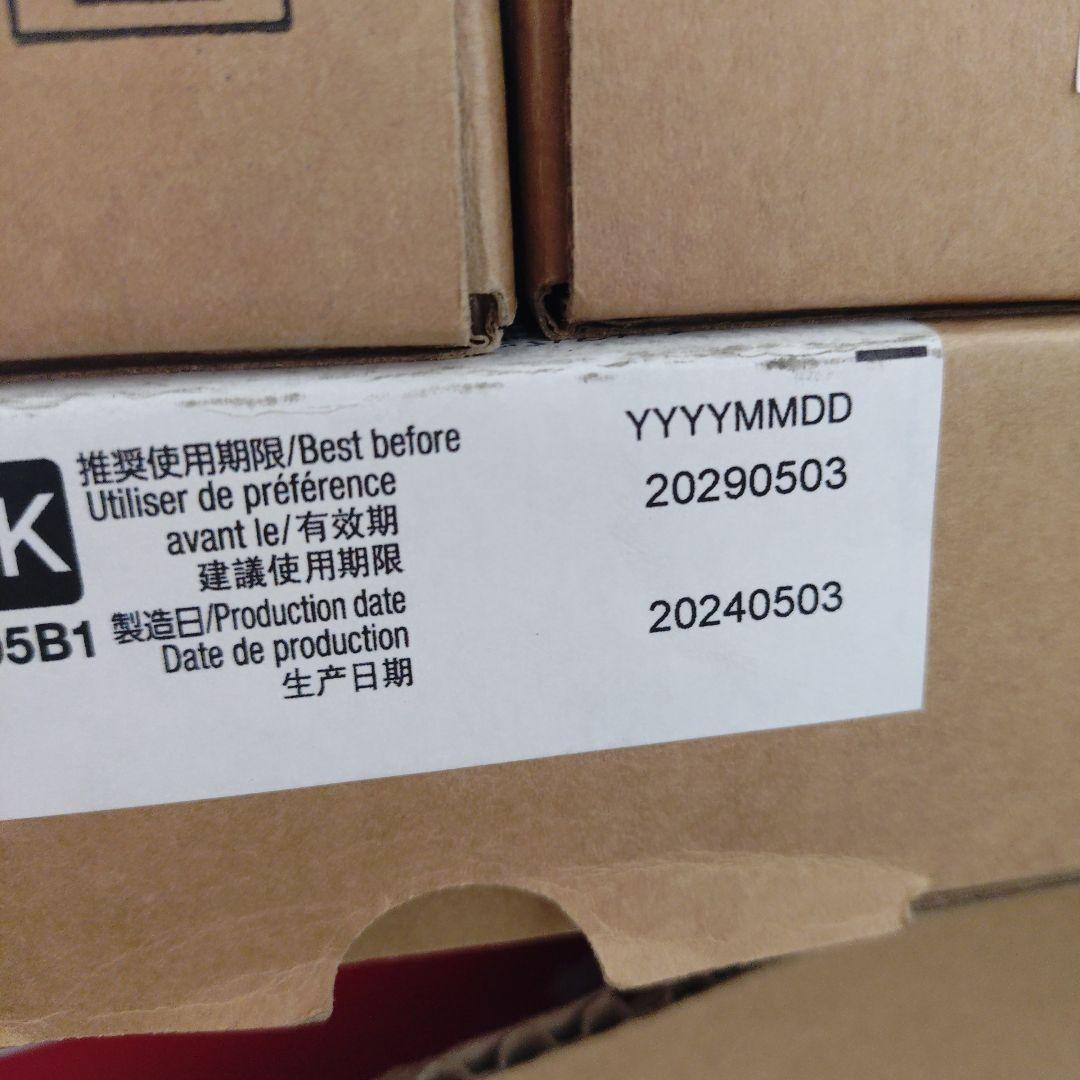 推奨使用期限/Best before YYYYMMDD
Utiliser de préférence 20290503
avant le/有效期
建議使用期限
製造日/Production date 20240503
Date de production
生产日期
K
5B1